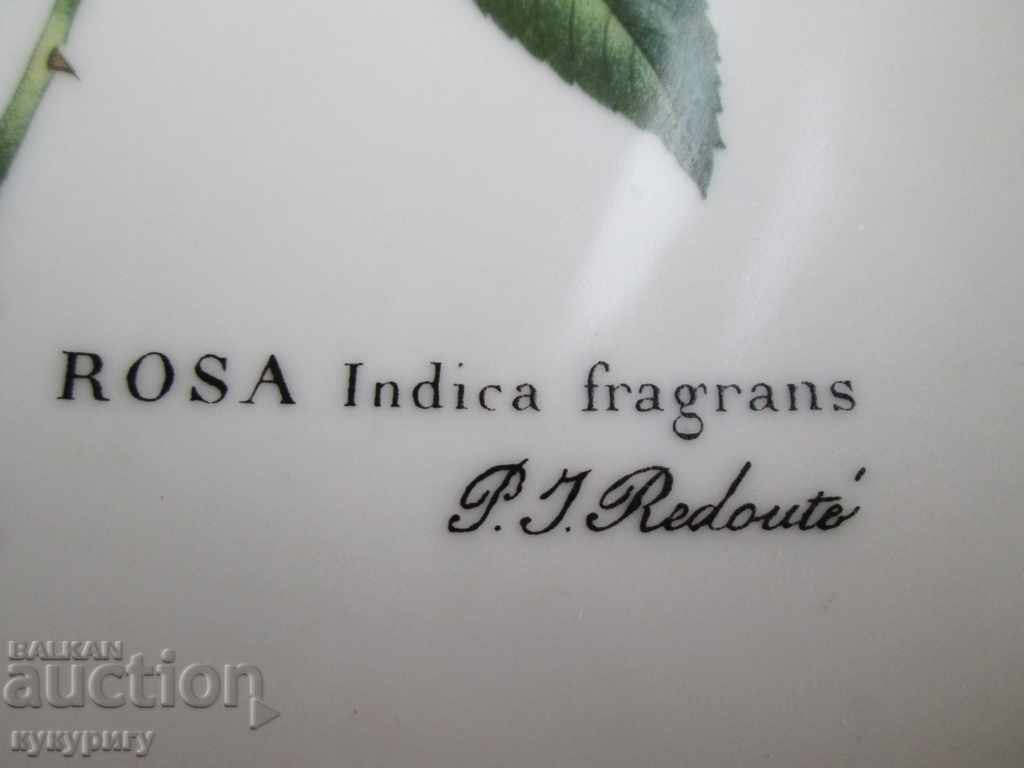 ROSA Indica fragrans
P. J. Redouté
BALKAN
auction
кукуригу